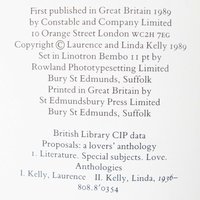 First published in Great Britain 1989
by Constable and Company Limited
10 Orange Street London WC2H 7EG
Copyright © Laurence and Linda Kelly 1989
Set in Linotron Bembo 11 pt by
Rowland Phototypesetting Limited
Bury St Edmunds, Suffolk
Printed in Great Britain by
St Edmundsbury Press Limited
Bury St Edmunds, Suffolk
British Library CIP data
Proposals: a lovers' anthology
1. Literature. Special subjects. Love.
Anthologies
I. Kelly, Laurence II. Kelly, Linda, 1936–
808.8'0354